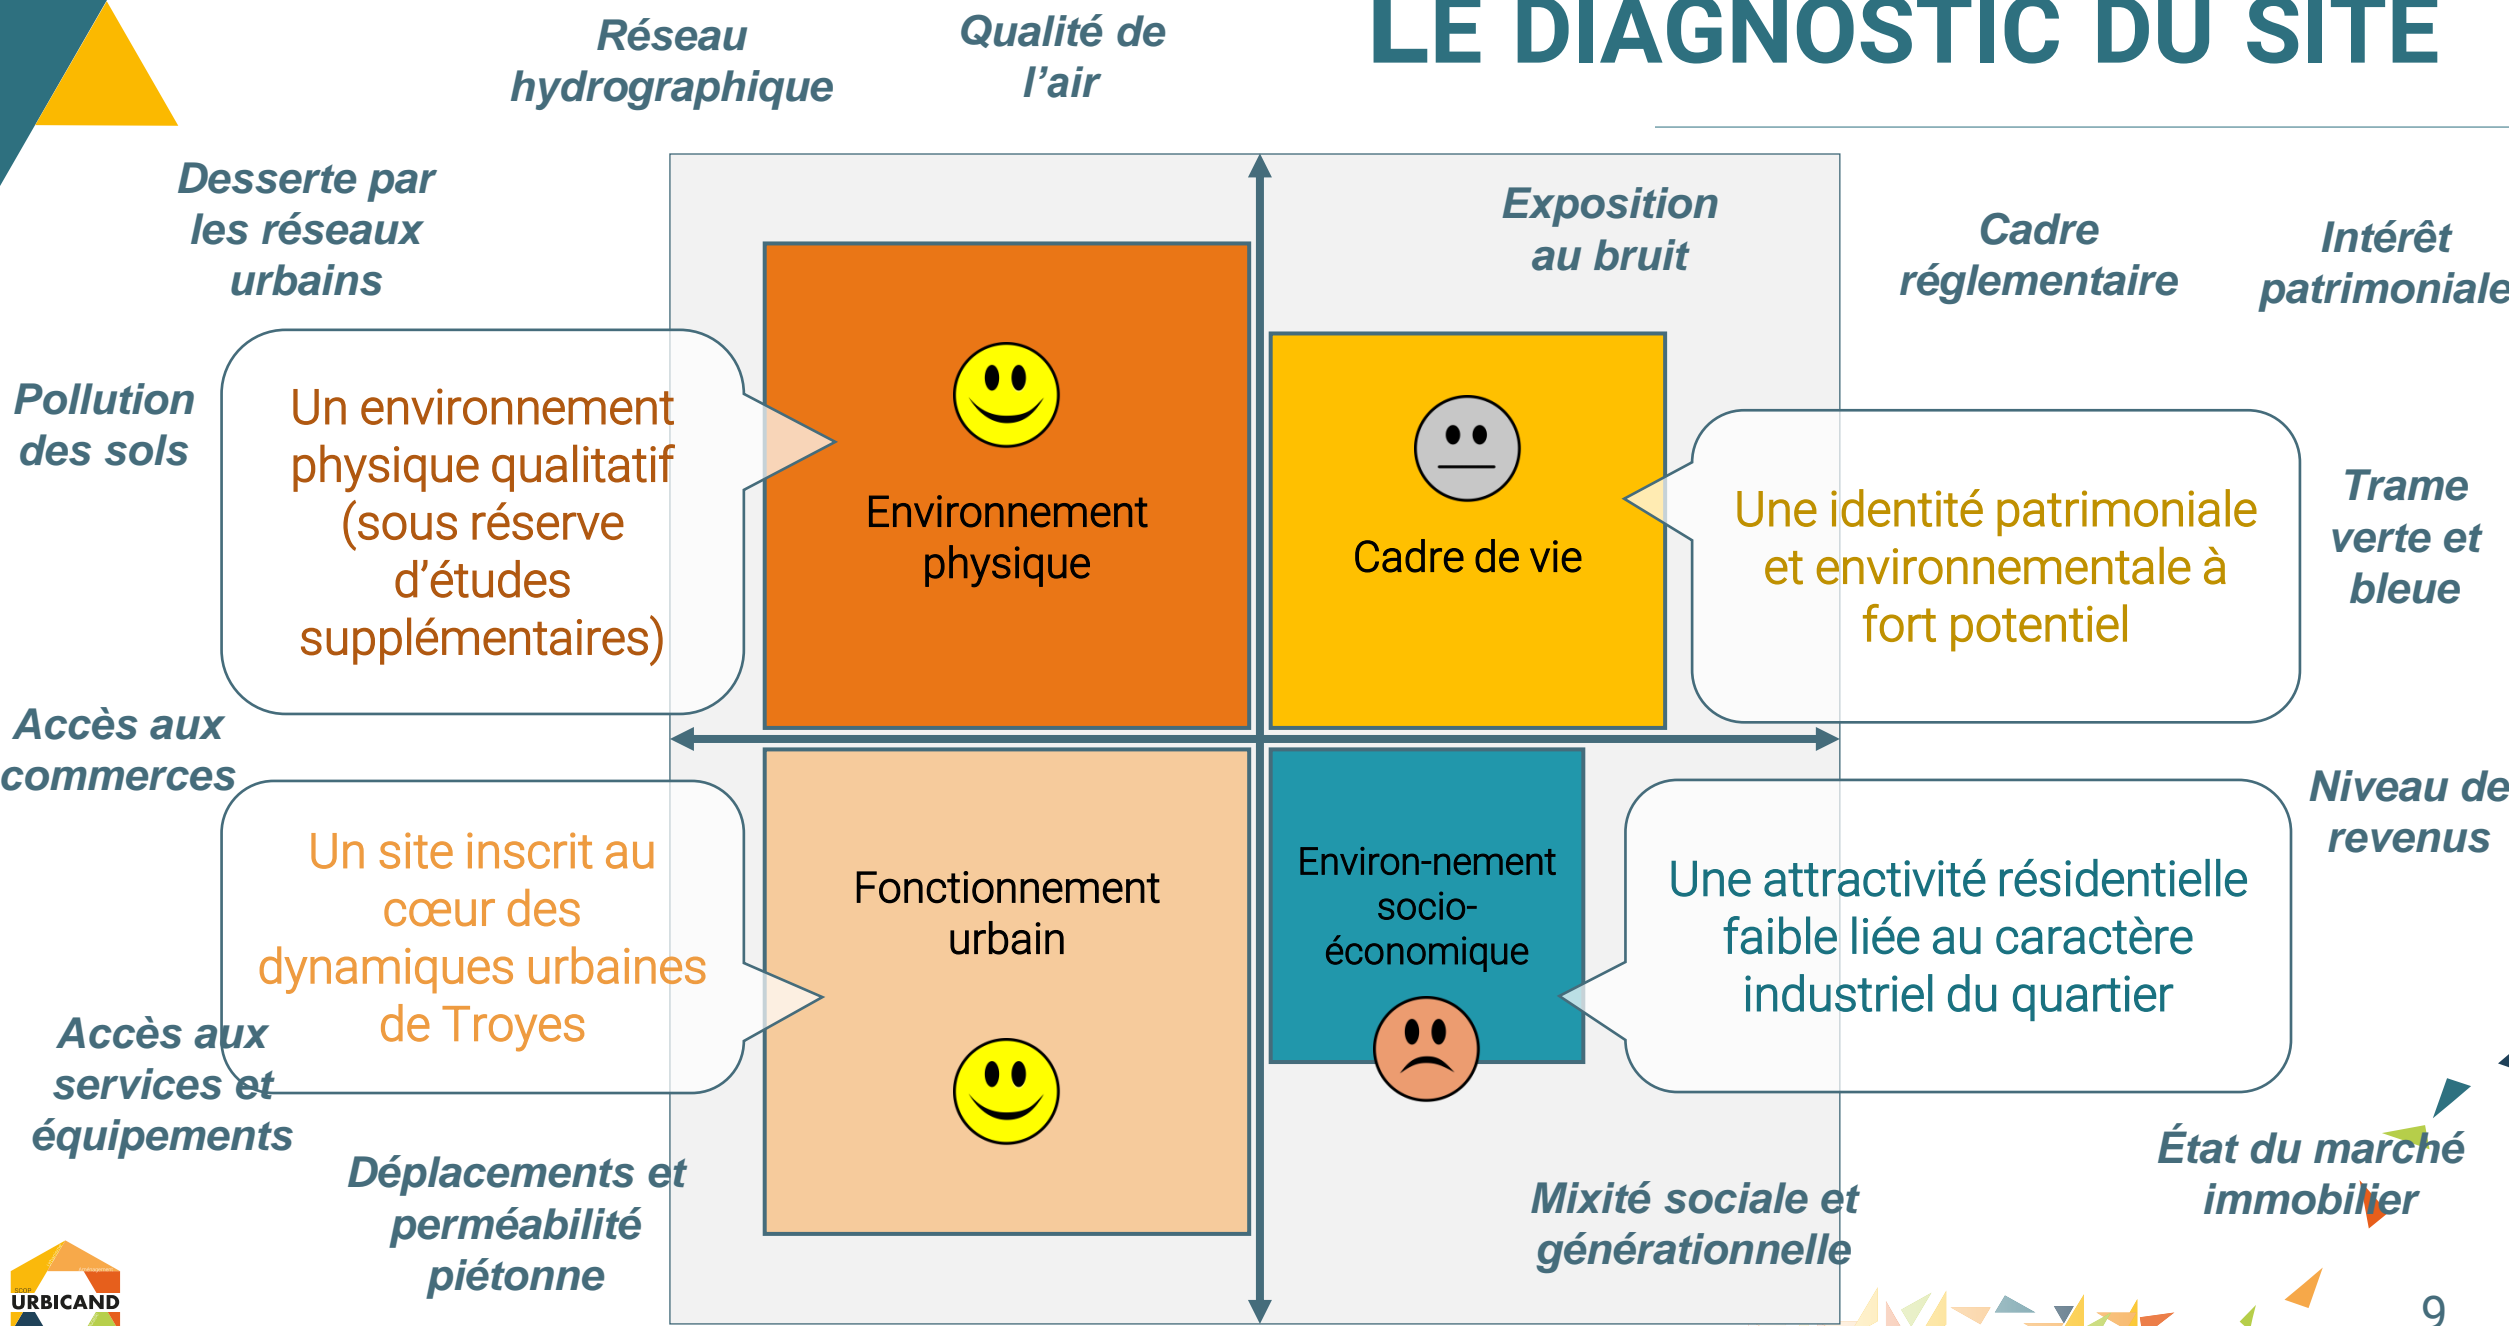 LE DIAGNOSTIC DU SITE
Réseau
hydrographique
Qualité de
l'air
Desserte par
les réseaux
urbains
Exposition
au bruit
Cadre
réglementaire
Intérêt
patrimoniale
Pollution
des sols
Un environnement
physique qualitatif
(sous réserve
d'études
supplémentaires)
Environnement
physique
Cadre de vie
Une identité patrimoniale
et environnementale à
fort potentiel
Trame
verte et
bleue
Accès aux
commerces
Un site inscrit au
cœur des
dynamiques urbaines
de Troyes
Fonctionnement
urbain
Environ-nement
socio-
économique
Une attractivité résidentielle
faible liée au caractère
industriel du quartier
Niveau de
revenus
Accès aux
services et
équipements
Déplacements et
perméabilité
piétonne
Mixité sociale et
générationnelle
État du marché
immobilier
SCOP
URBICAND
9